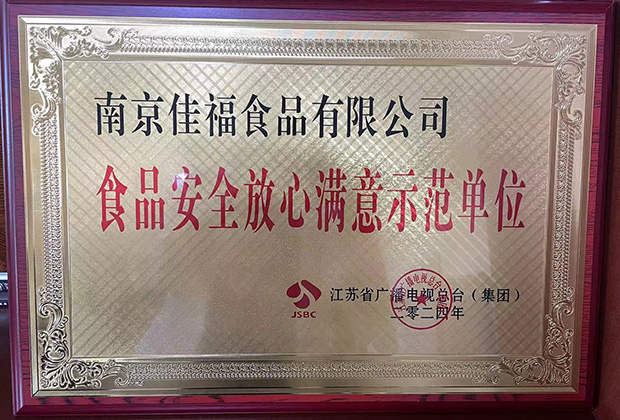 南京佳福食品有限公司
食品安全放心满意示范单位
JSBC
江苏省广播电视总台（集团）
二零二四年